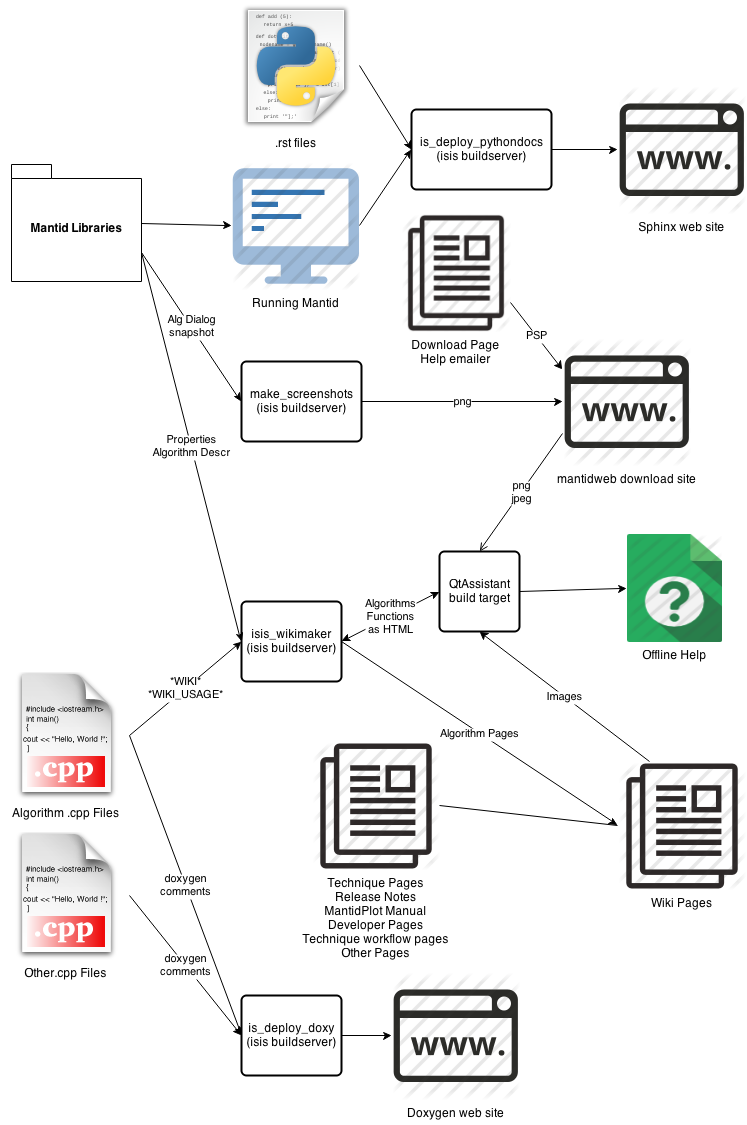 def add (5):
return a+5
.rst files
is_deploy_pythondocs
(isis buildserver)
www.
Sphinx web site
Mantid Libraries
Running Mantid
Download Page
Help emailer
PSP
Alg Dialog
snapshot
make_screenshots
(isis buildserver)
png
www.
mantidweb download site
Properties
Algorithm Descr
png
jpeg
QtAssistant
build target
Offline Help
Algorithms
Functions
as HTML
isis_wikimaker
(isis buildserver)
*WIKI*
*WIKI_USAGE*
Images
#include <iostream.h>
int main()
{
cout << "Hello, World !";
}
.cpp
Algorithm .cpp Files
Algorithm Pages
#include <iostream.h>
int main()
{
cout << "Hello, World !";
}
.cpp
Other.cpp Files
doxygen
comments
doxygen
comments
Technique Pages
Release Notes
MantidPlot Manual
Developer Pages
Technique workflow pages
Other Pages
Wiki Pages
is_deploy_doxy
(isis buildserver)
www.
Doxygen web site
else:
print '"];'